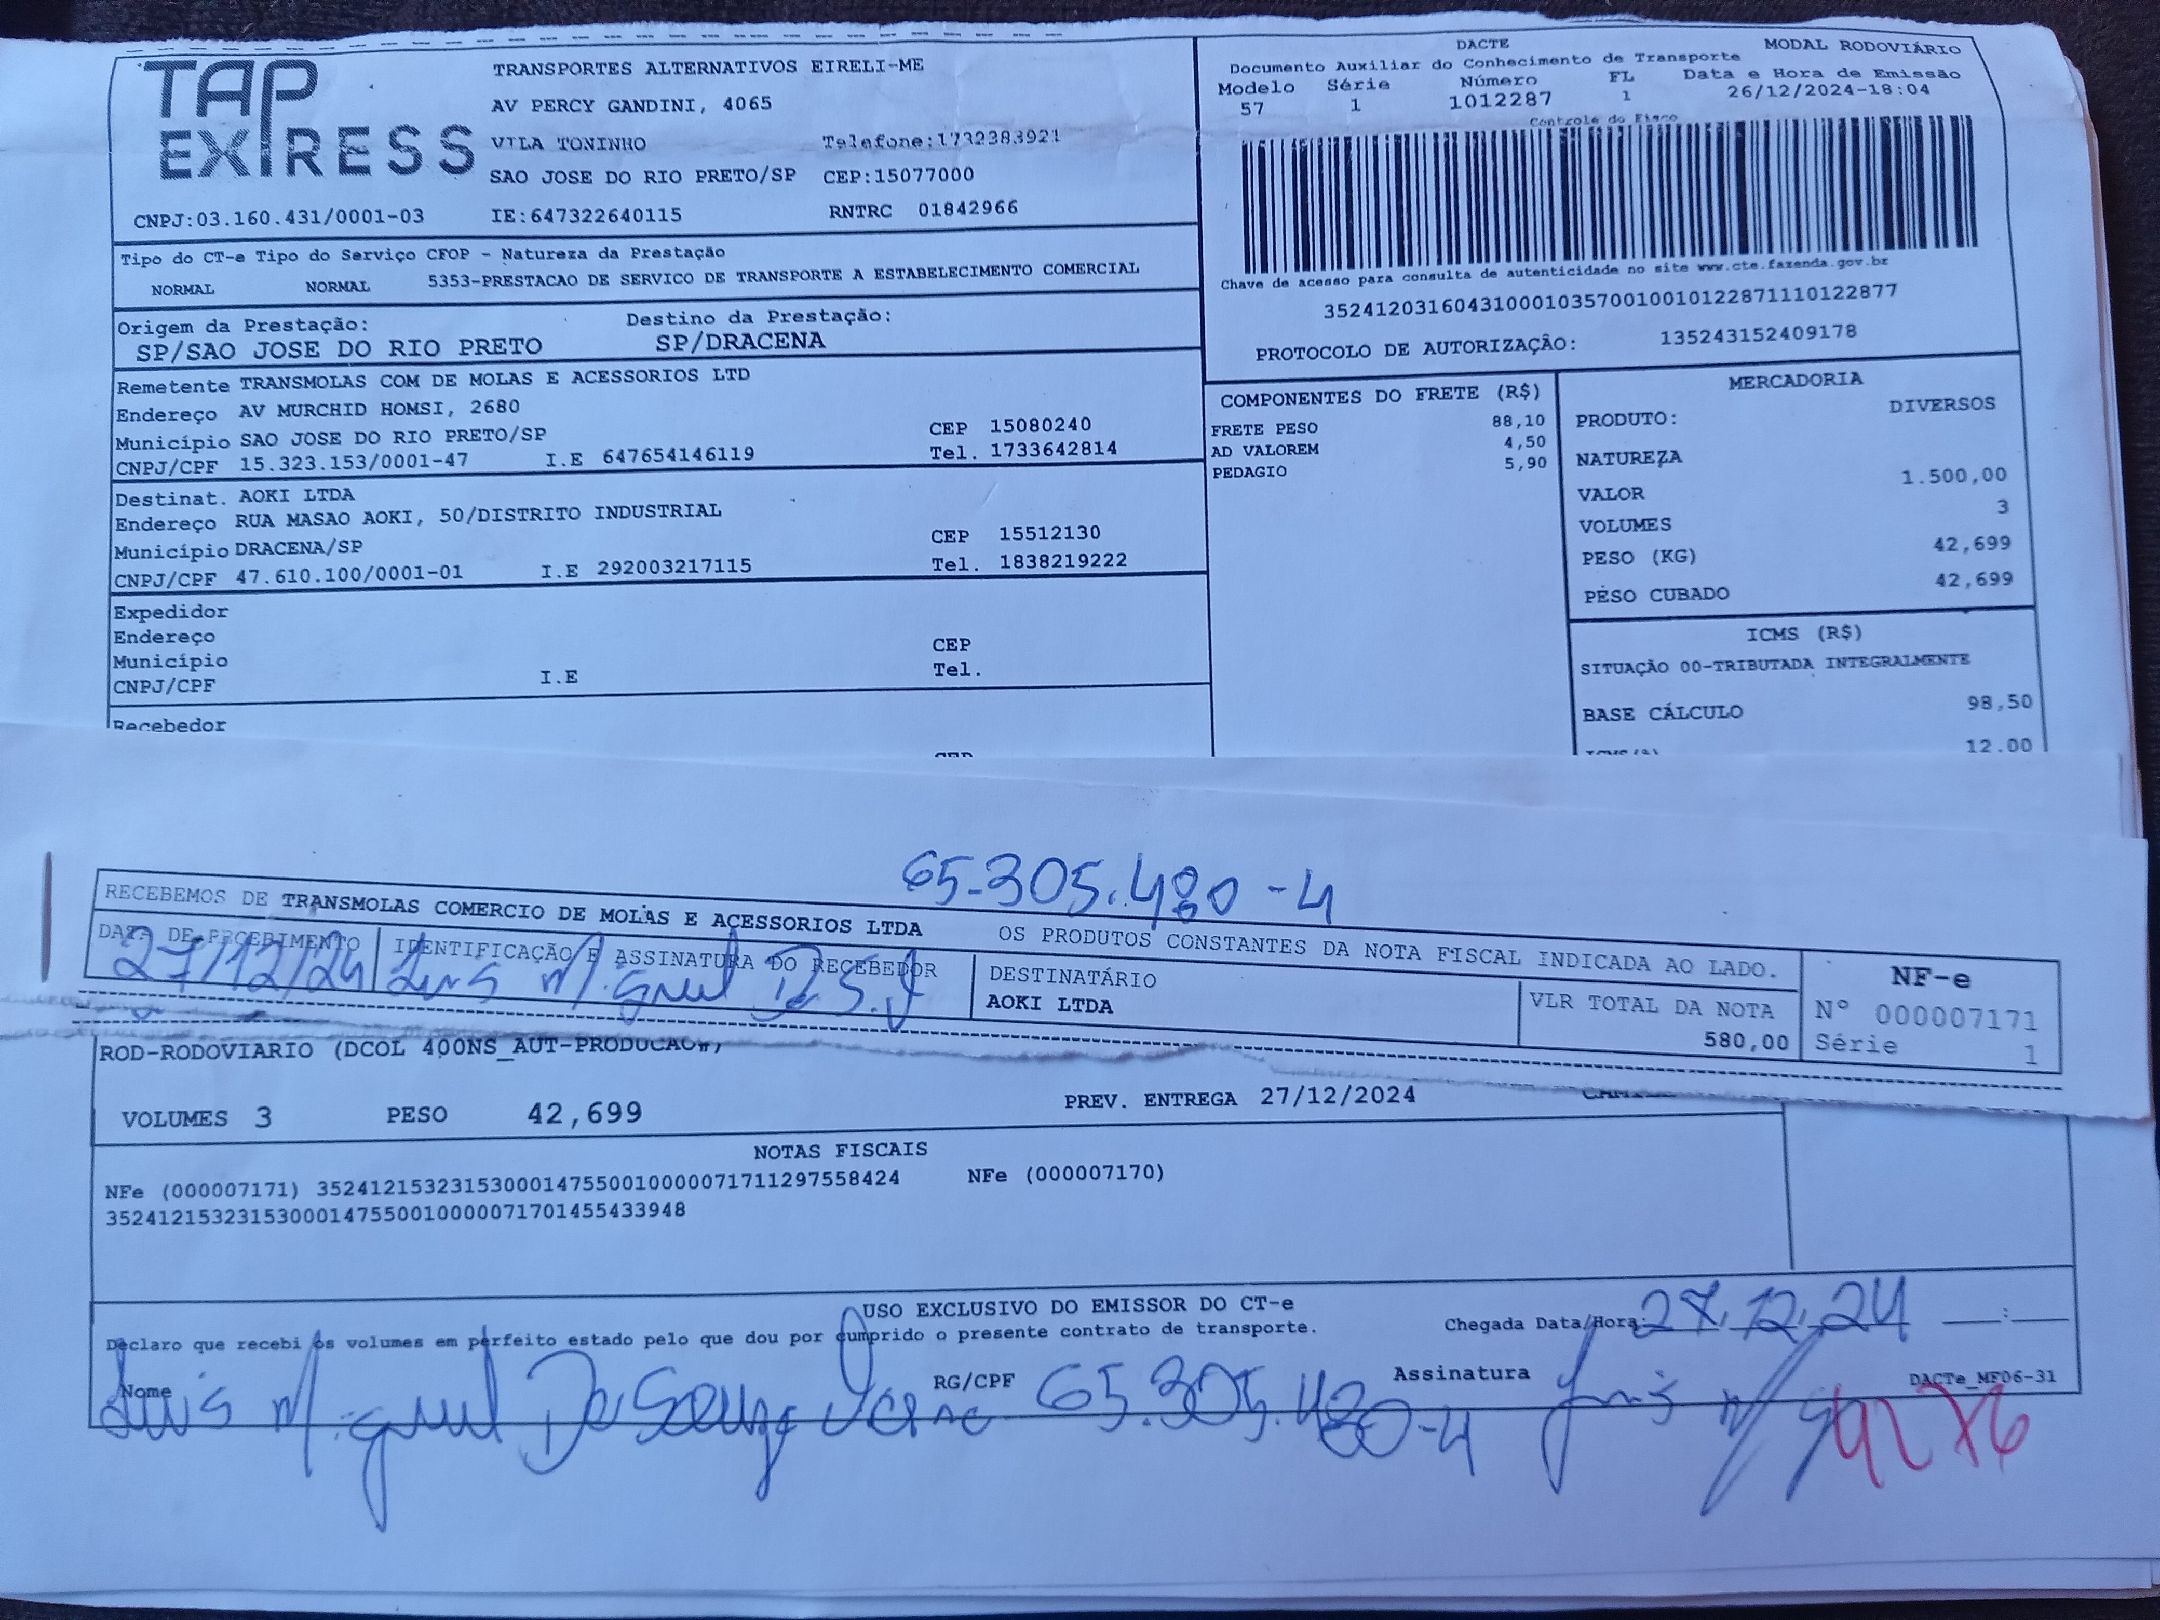 TAP EXPRESS
TRANSPORTES ALTERNATIVOS EIRELI-ME
AV PERCY GANDINI, 4065
VILA TONINHO Telefone:1732383921
SAO JOSE DO RIO PRETO/SP CEP:15077000
CNPJ:03.160.431/0001-03 IE:647322640115 RNTRC 01842966
DACTE MODAL RODOVIÁRIO
Documento Auxiliar do Conhecimento de Transporte
Modelo Série Número FL Data e Hora de Emissão
57 1 1012287 1 26/12/2024-18:04
Controle do Fisco
Chave de acesso para consulta de autenticidade no site www.cte.fazenda.gov.br
35241203160431000103570010010122871110122877
PROTOCOLO DE AUTORIZAÇÃO: 135243152409178
Tipo do CT-e Tipo do Serviço CFOP - Natureza da Prestação
NORMAL NORMAL 5353-PRESTACAO DE SERVICO DE TRANSPORTE A ESTABELECIMENTO COMERCIAL
Origem da Prestação: Destino da Prestação:
SP/SAO JOSE DO RIO PRETO SP/DRACENA
Remetente TRANSMOLAS COM DE MOLAS E ACESSORIOS LTD
Endereço AV MURCHID HOMSI, 2680
Município SAO JOSE DO RIO PRETO/SP CEP 15080240
CNPJ/CPF 15.323.153/0001-47 I.E 647654146119 Tel. 1733642814
Destinat. AOKI LTDA
Endereço RUA MASAO AOKI, 50/DISTRITO INDUSTRIAL
Município DRACENA/SP CEP 15512130
CNPJ/CPF 47.610.100/0001-01 I.E 292003217115 Tel. 1838219222
Expedidor
Endereço
Município CEP
CNPJ/CPF I.E Tel.
Recebedor
COMPONENTES DO FRETE (R$)
FRETE PESO 88,10
AD VALOREM 4,50
PEDAGIO 5,90
MERCADORIA
PRODUTO: DIVERSOS
NATUREZA
VALOR 1.500,00
VOLUMES 3
PESO (KG) 42,699
PESO CUBADO 42,699
ICMS (R$)
SITUAÇÃO 00-TRIBUTADA INTEGRALMENTE
BASE CÁLCULO 98,50
12.00
65.305.480-4
RECEBEMOS DE TRANSMOLAS COMERCIO DE MOLAS E ACESSORIOS LTDA OS PRODUTOS CONSTANTES DA NOTA FISCAL INDICADA AO LADO.
DATA DE RECEBIMENTO IDENTIFICAÇÃO E ASSINATURA DO RECEBEDOR
27/12/24 Luis Miguel D. S. J
DESTINATÁRIO
AOKI LTDA
VLR TOTAL DA NOTA
580,00
NF-e
Nº 000007171
Série 1
ROD-RODOVIARIO (DCOL 400NS_AUT-PRODUCAO#)
VOLUMES 3 PESO 42,699 PREV. ENTREGA 27/12/2024
NOTAS FISCAIS
NFe (000007171) 35241215323153000147550010000071711297558424 NFe (000007170)
35241215323153000147550010000071701455433948
USO EXCLUSIVO DO EMISSOR DO CT-e
Declaro que recebi os volumes em perfeito estado pelo que dou por cumprido o presente contrato de transporte. Chegada Data/Hora: 27.12.24 __:__
Nome Luis Miguel De Souza RG/CPF 65.305.480-4 Assinatura Luis M
DACTe_MF06-31
4276